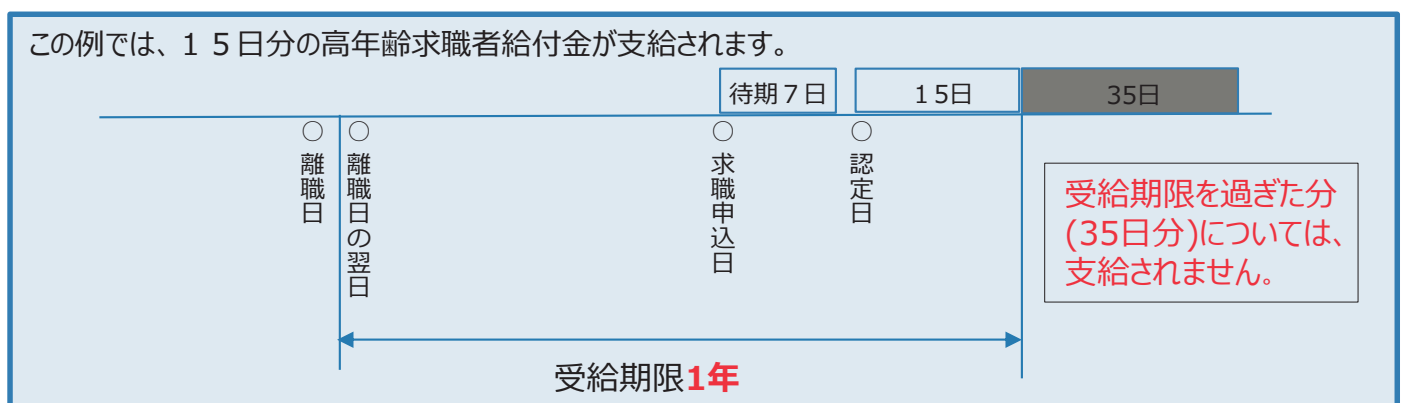 この例では、１５日分の高年齢求職者給付金が支給されます。
待期７日
１５日
35日
○離職日
○離職日の翌日
○求職申込日
○認定日
受給期限を過ぎた分
(35日分)については、
支給されません。
受給期限1年